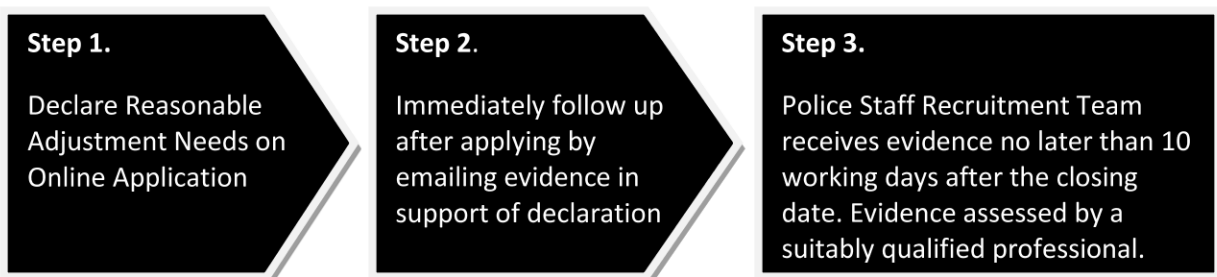 Step 1.
Declare Reasonable
Adjustment Needs on
Online Application
Step 2.
Immediately follow up
after applying by
emailing evidence in
support of declaration
Step 3.
Police Staff Recruitment Team
receives evidence no later than 10
working days after the closing
date. Evidence assessed by a
suitably qualified professional.